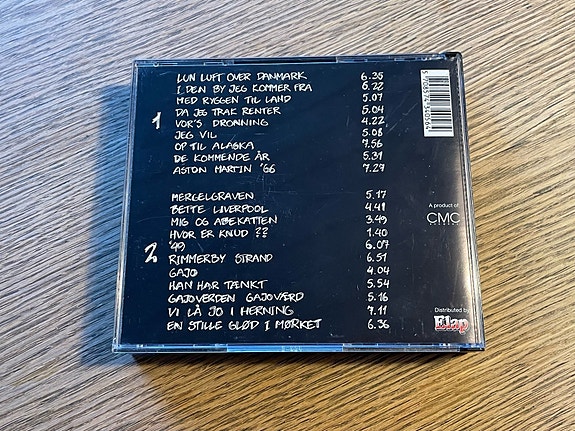 1
LUN LUFT OVER DANMARK 6.35
I DEN BY JEG KOMMER FRA 6.22
MED RYGGEN TIL LAND 5.07
DA JEG TRAK RENTER 5.04
VOR'S DRONNING 4.22
JEG VIL 5.08
OP TIL ALASKA 7.56
DE KOMMENDE ÅR 5.31
ASTON MARTIN '66 7.29
2
MERGELGRAVEN 5.17
BETTE LIVERPOOL 4.41
MIG OG ABEKATTEN 3.49
HVOR ER KNUD ?? 1.40
'99 6.07
RIMMERBY STRAND 6.51
GAJO 4.04
HAN HAR TÆNKT 5.54
GAJOVERDEN GAJOVÆRD 5.16
VI LÅ JO I HERNING 7.11
EN STILLE GLØD I MØRKET 6.36
A product of
CMC
RECORDS
Distributed by
Elap